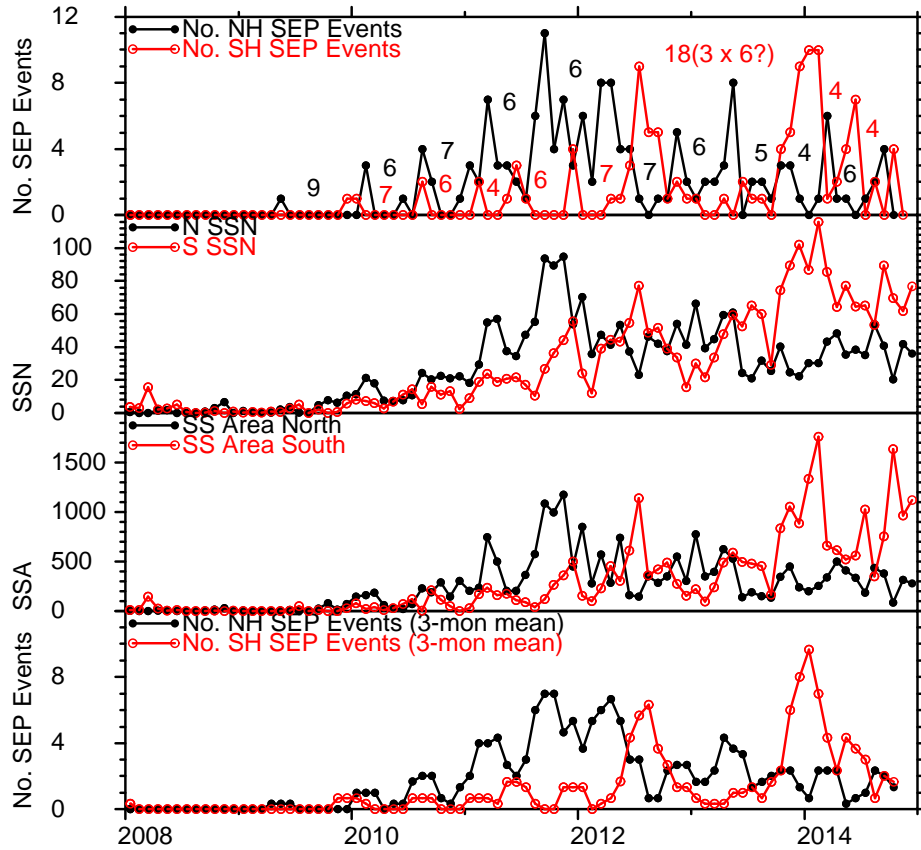 12
No. NH SEP Events
No. SH SEP Events
18(3 x 6?)
8
4
0
No. SEP Events
9
6
7
7
6
6
4
6
6
7
7
6
5
4
4
6
4
N SSN
S SSN
100
80
60
40
20
0
SSN
SS Area North
SS Area South
1500
1000
500
0
SSA
No. NH SEP Events (3-mon mean)
No. SH SEP Events (3-mon mean)
8
4
0
No. SEP Events
2008
2010
2012
2014